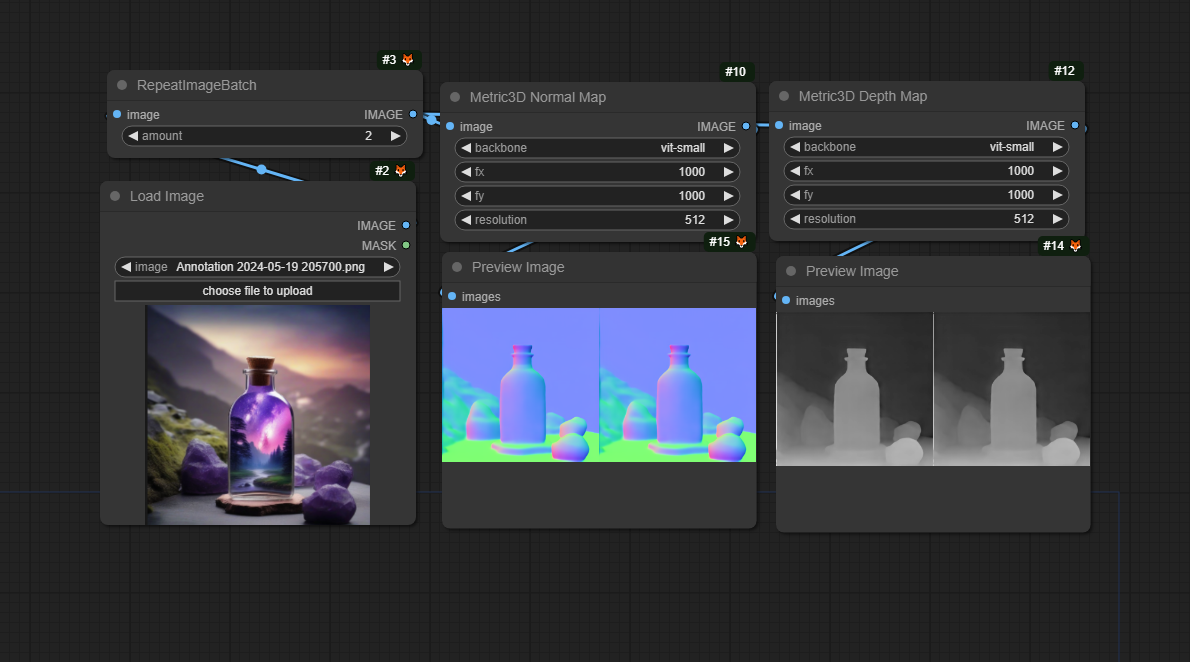 #3
RepeatImageBatch
image IMAGE
amount 2
#2
Load Image
IMAGE
MASK
image Annotation 2024-05-19 205700.png
choose file to upload
#10
Metric3D Normal Map
image IMAGE
backbone vit-small
fx 1000
fy 1000
resolution 512
#15
Preview Image
images
#12
Metric3D Depth Map
image IMAGE
backbone vit-small
fx 1000
fy 1000
resolution 512
#14
Preview Image
images